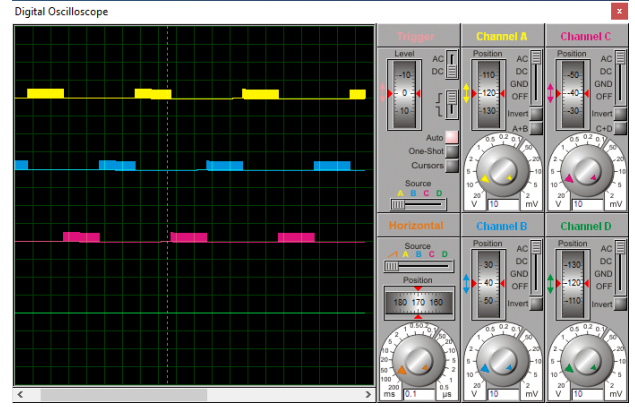 Digital Oscilloscope
x
Trigger
Level
AC
DC
-10
0
10
Auto
One-Shot
Cursors
Source
A B C D
Channel A
Position
AC
DC
GND
OFF
110
120
130
Invert
A+B
V 10 mV
Channel C
Position
AC
DC
GND
OFF
-50
-40
-30
Invert
C+D
V 10 mV
Horizontal
Source
A B C D
Position
180 170 160
ms 0.1 µs
Channel B
Position
AC
DC
GND
OFF
30
40
50
Invert
V 10 mV
Channel D
Position
AC
DC
GND
OFF
-130
-120
-110
Invert
V 10 mV